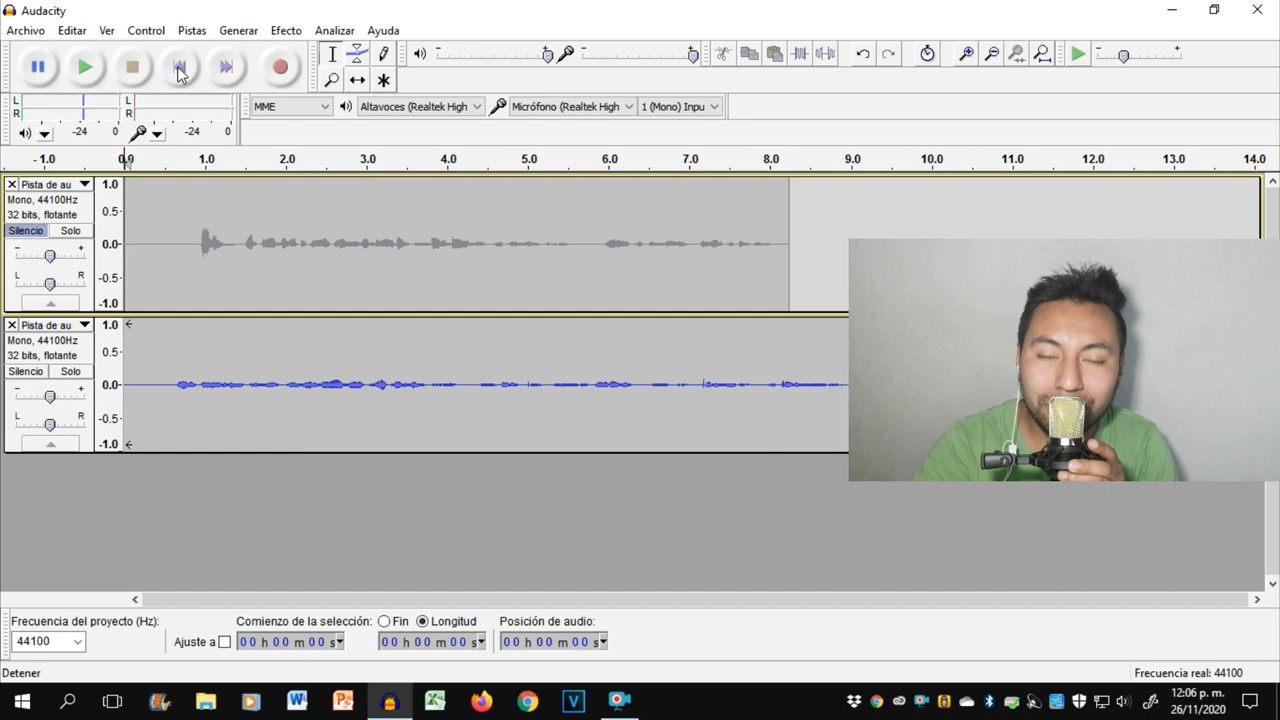 Audacity
Archivo Editar Ver Control Pistas Generar Efecto Analizar Ayuda
L
R
-24 0
L
R
-24 0
MME Altavoces (Realtek High Micrófono (Realtek High 1 (Mono) Inpu
- 1.0 0.0 1.0 2.0 3.0 4.0 5.0 6.0 7.0 8.0 9.0 10.0 11.0 12.0 13.0 14.0
Pista de au
Mono, 44100Hz
32 bits, flotante
Silencio Solo
- +
L R
1.0
0.5
0.0
-0.5
-1.0
Pista de au
Mono, 44100Hz
32 bits, flotante
Silencio Solo
- +
L R
1.0
0.5
0.0
-0.5
-1.0
Frecuencia del proyecto (Hz):
44100
Ajuste a
Comienzo de la selección:
00 h 00 m 00 s
Fin Longitud
00 h 00 m 00 s
Posición de audio:
00 h 00 m 00 s
Detener
Frecuencia real: 44100
12:06 p. m.
26/11/2020